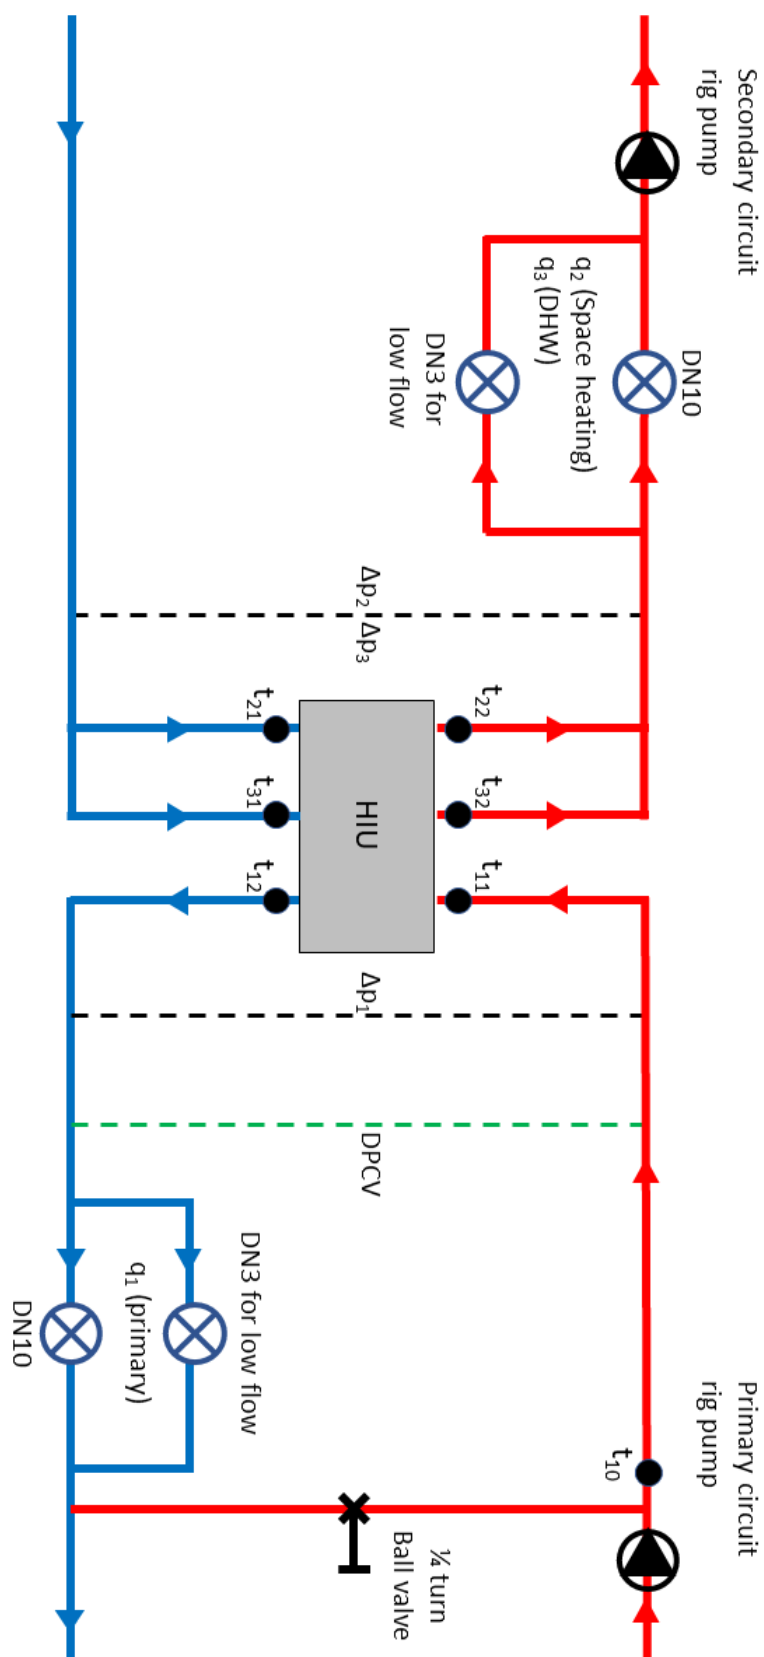 Secondary circuit
rig pump
DN10
q₂ (Space heating)
q₃ (DHW)
DN3 for
low flow
Δp₂ Δp₃
t₂₂
t₃₂
t₁₁
HIU
t₂₁
t₃₁
t₁₂
Δp₁
DPCV
DN3 for low flow
q₁ (primary)
DN10
Primary circuit
rig pump
t₁₀
¼ turn
Ball valve